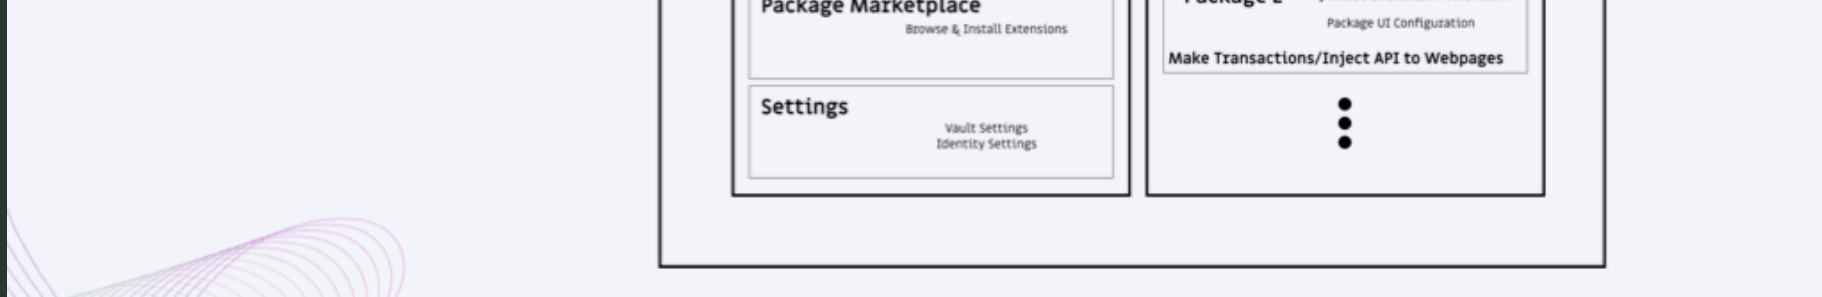 Package Marketplace
Browse & Install Extensions
Settings
Vault Settings
Identity Settings
Package
Package UI Configuration
Make Transactions/Inject API to Webpages